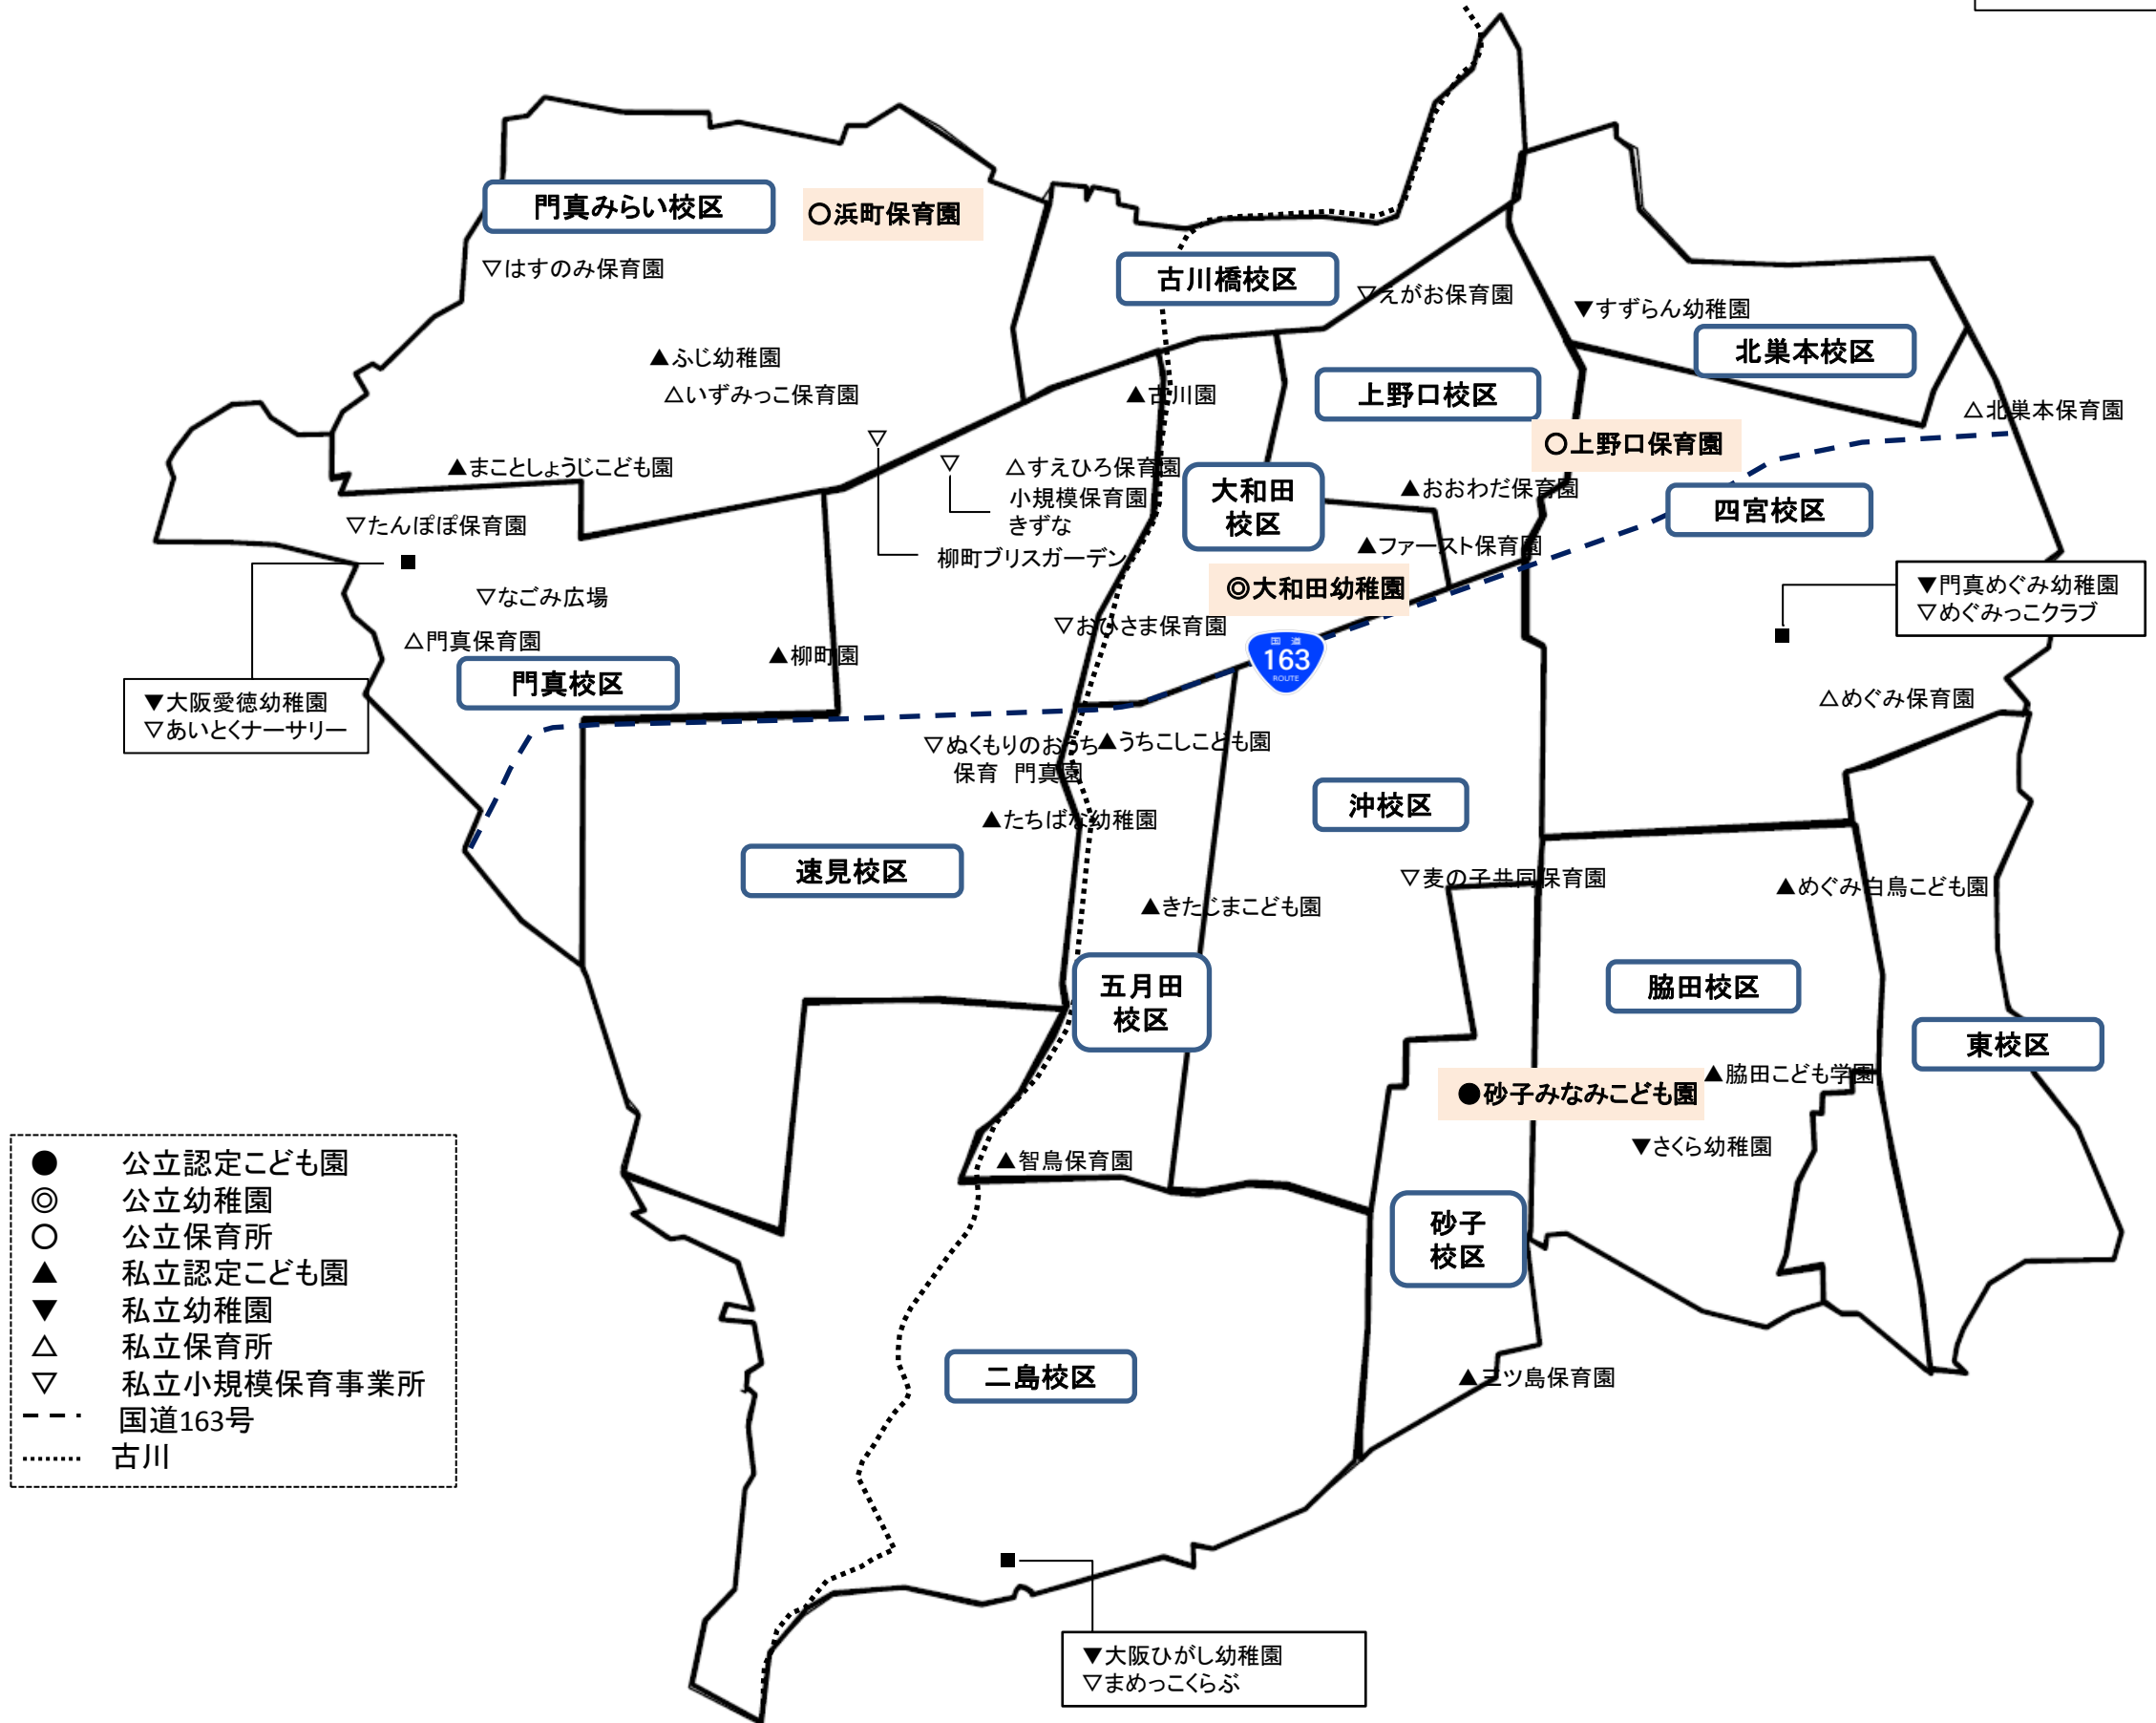 門真みらい校区
○浜町保育園
▽はすのみ保育園
古川橋校区
▽えがお保育園
▼すずらん幼稚園
北巣本校区
▲ふじ幼稚園
△いずみっこ保育園
▲古川園
上野口校区
△北巣本保育園
○上野口保育園
▽
▽
▲まことしょうじこども園
△すえひろ保育園
小規模保育園
きずな
柳町ブリスガーデン
大和田
校区
▲おおわだ保育園
四宮校区
▽たんぽぽ保育園
▲ファースト保育園
■
◎大和田幼稚園
▼門真めぐみ幼稚園
▽めぐみっこクラブ
■
▽なごみ広場
▽おひさま保育園
△門真保育園
▲柳町園
国道
163
ROUTE
門真校区
▼大阪愛徳幼稚園
▽あいとくナーサリー
△めぐみ保育園
▽ぬくもりのおうち
保育 門真園
▲うちこしこども園
沖校区
▲たちばな幼稚園
速見校区
▽麦の子共同保育園
▲めぐみ白鳥こども園
▲きたじまこども園
五月田
校区
脇田校区
東校区
▲脇田こども学園
●砂子みなみこども園
▼さくら幼稚園
▲智鳥保育園
砂子
校区
二島校区
▲三ツ島保育園
● 公立認定こども園
◎ 公立幼稚園
○ 公立保育所
▲ 私立認定こども園
▼ 私立幼稚園
△ 私立保育所
▽ 私立小規模保育事業所
国道163号
古川
■
▼大阪ひがし幼稚園
▽まめっこくらぶ